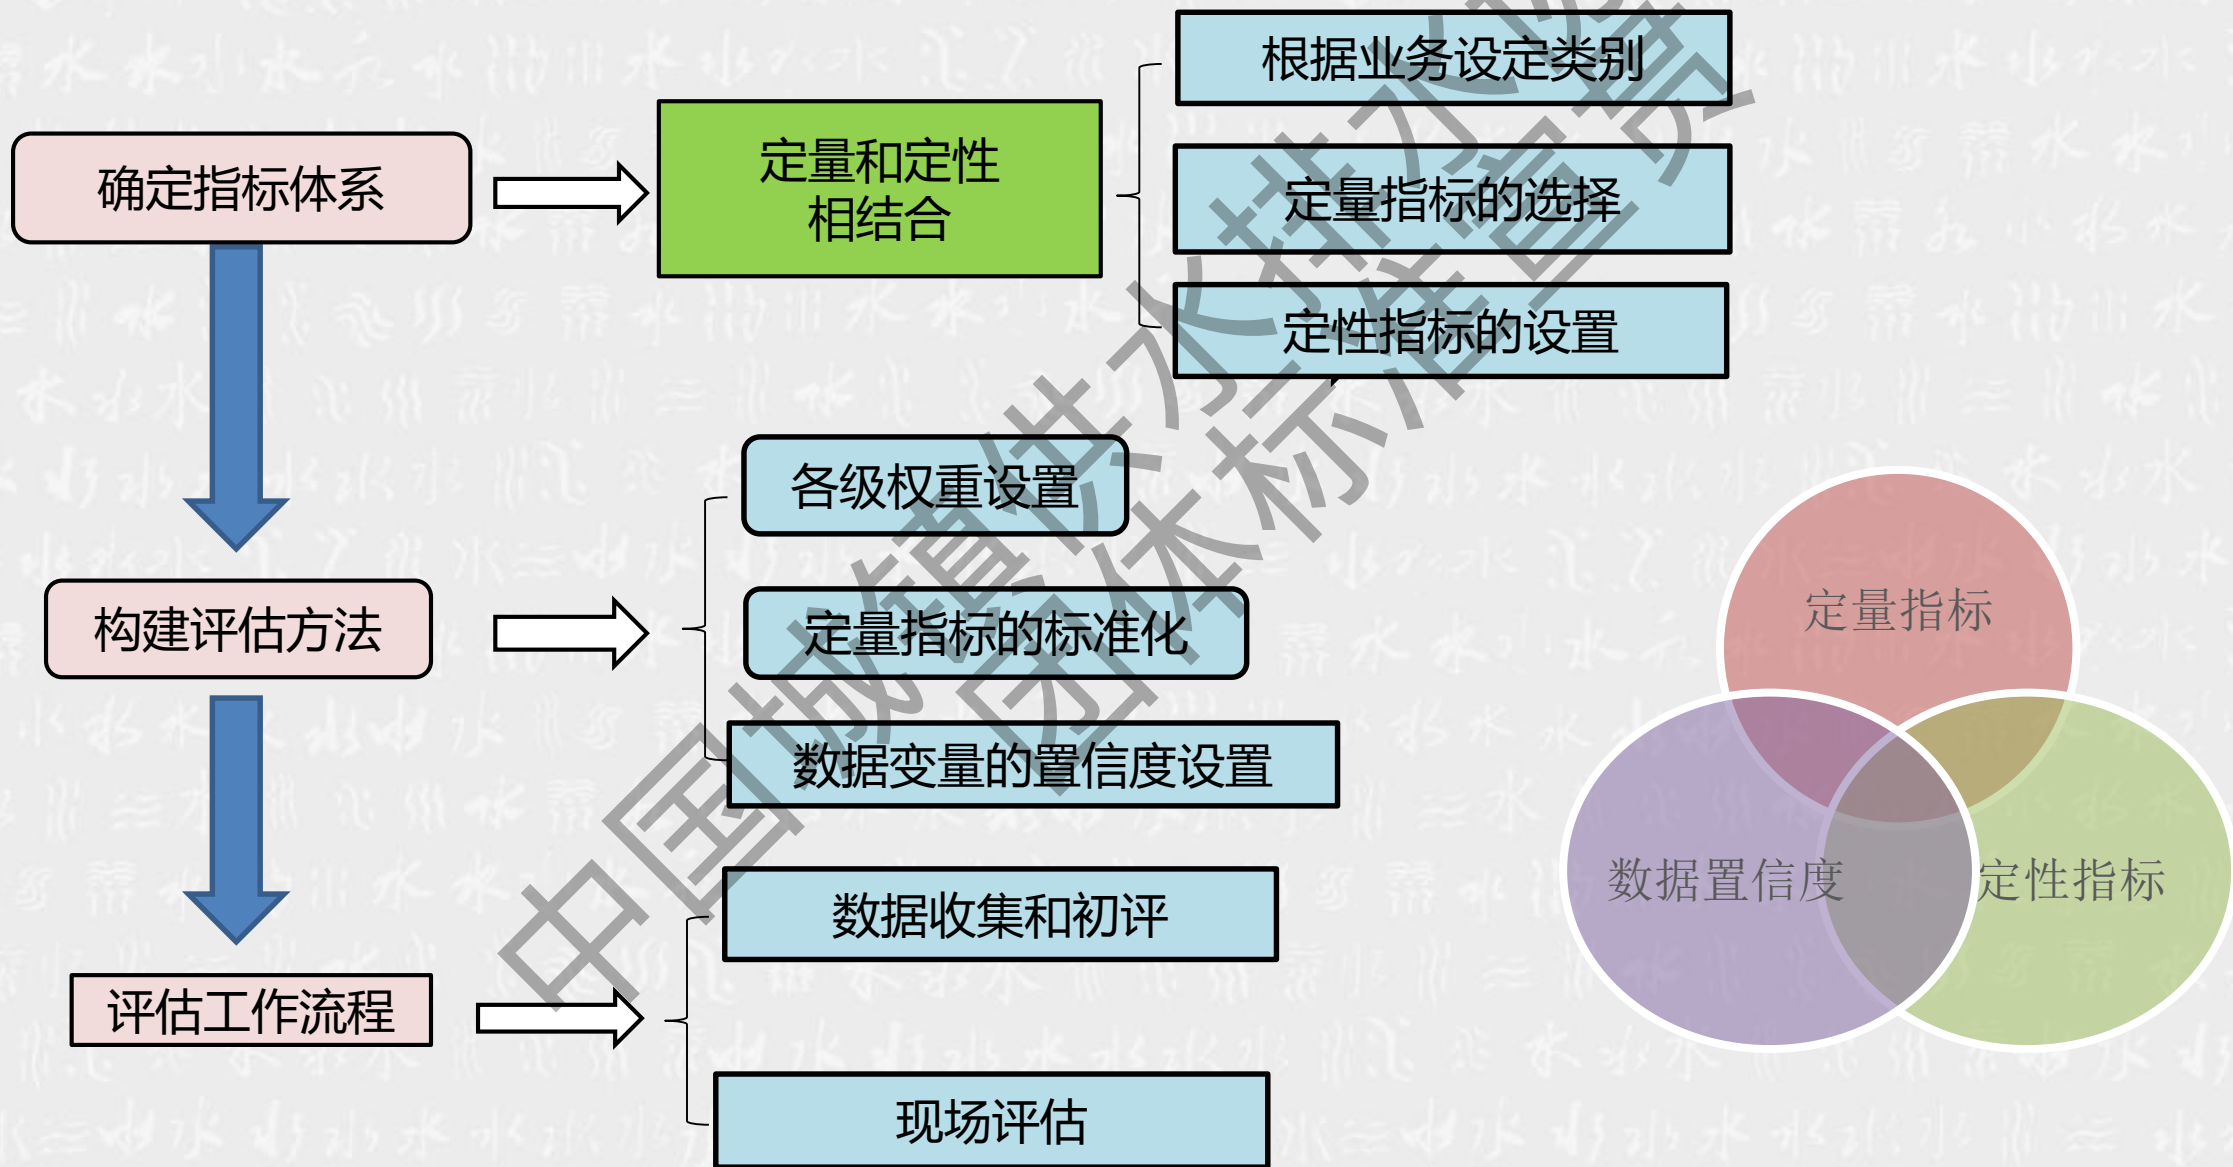 根据业务设定类别
确定指标体系
定量和定性
相结合
定量指标的选择
定性指标的设置
各级权重设置
构建评估方法
定量指标的标准化
数据变量的置信度设置
评估工作流程
数据收集和初评
现场评估
定量指标
数据置信度
定性指标
中国城镇供水排水
团体标准宣贯